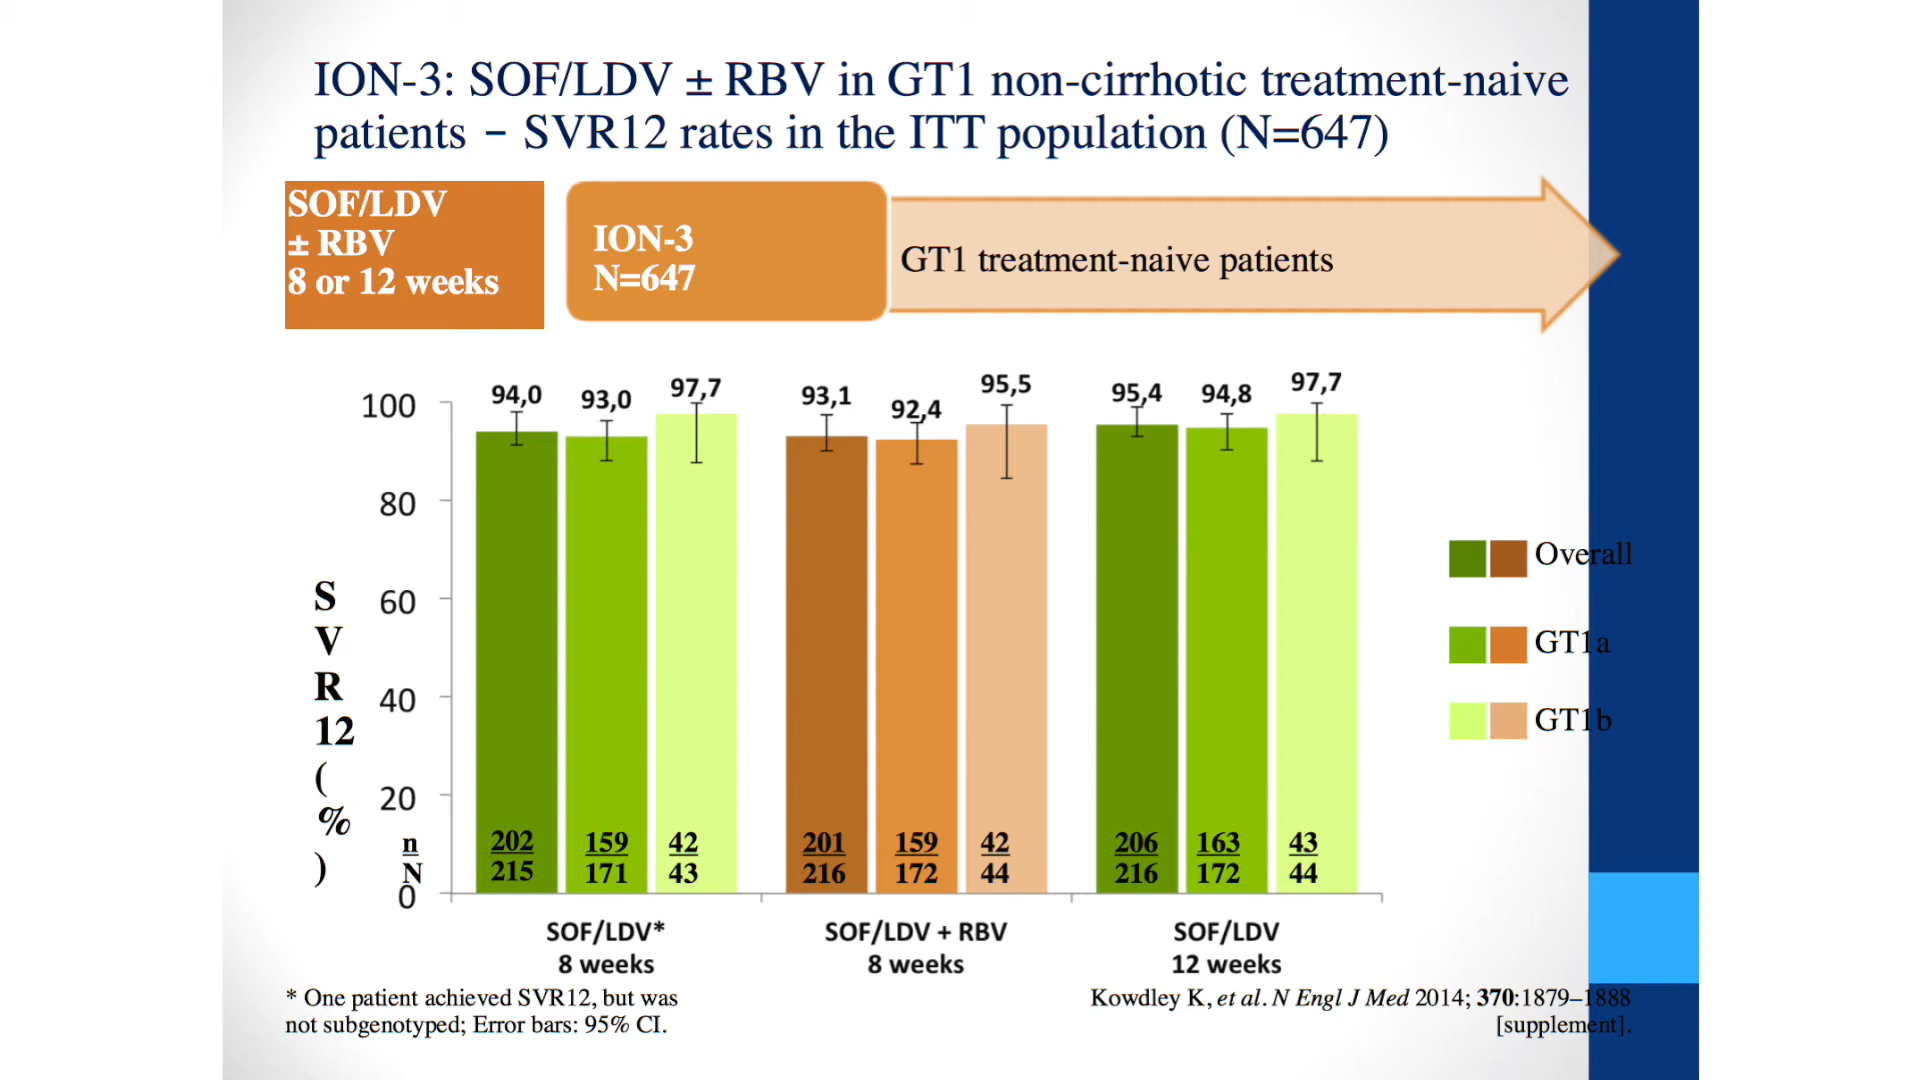 ION-3: SOF/LDV ± RBV in GT1 non-cirrhotic treatment-naive
patients – SVR12 rates in the ITT population (N=647)
SOF/LDV
± RBV
8 or 12 weeks
ION-3
N=647
GT1 treatment-naive patients
S
V
R
12
(
%
)
100
80
60
40
20
0
n
N
94,0
93,0
97,7
93,1
92,4
95,5
95,4
94,8
97,7
202
215
159
171
42
43
201
216
159
172
42
44
206
216
163
172
43
44
SOF/LDV*
8 weeks
SOF/LDV + RBV
8 weeks
SOF/LDV
12 weeks
Overall
GT1a
GT1b
* One patient achieved SVR12, but was
not subgenotyped; Error bars: 95% CI.
Kowdley K, et al. N Engl J Med 2014; 370:1879–1888
[supplement].